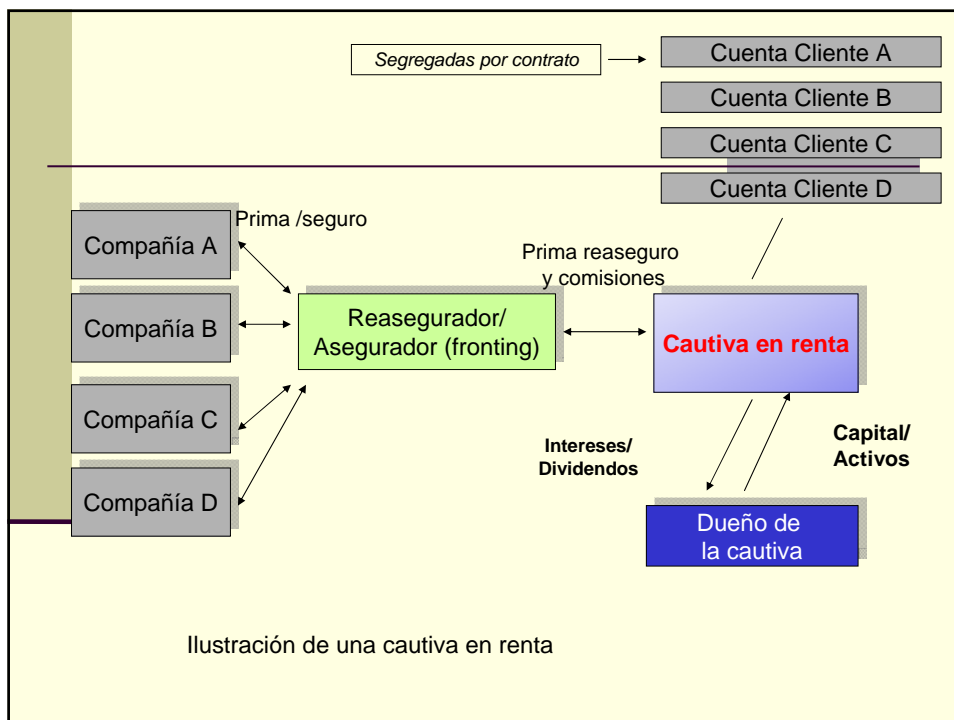 Segregadas por contrato
Cuenta Cliente A
Cuenta Cliente B
Cuenta Cliente C
Cuenta Cliente D
Prima /seguro
Compañía A
Compañía B
Compañía C
Compañía D
Reasegurador/
Asegurador (fronting)
Prima reaseguro
y comisiones
Cautiva en renta
Intereses/
Dividendos
Capital/
Activos
Dueño de
la cautiva
Ilustración de una cautiva en renta